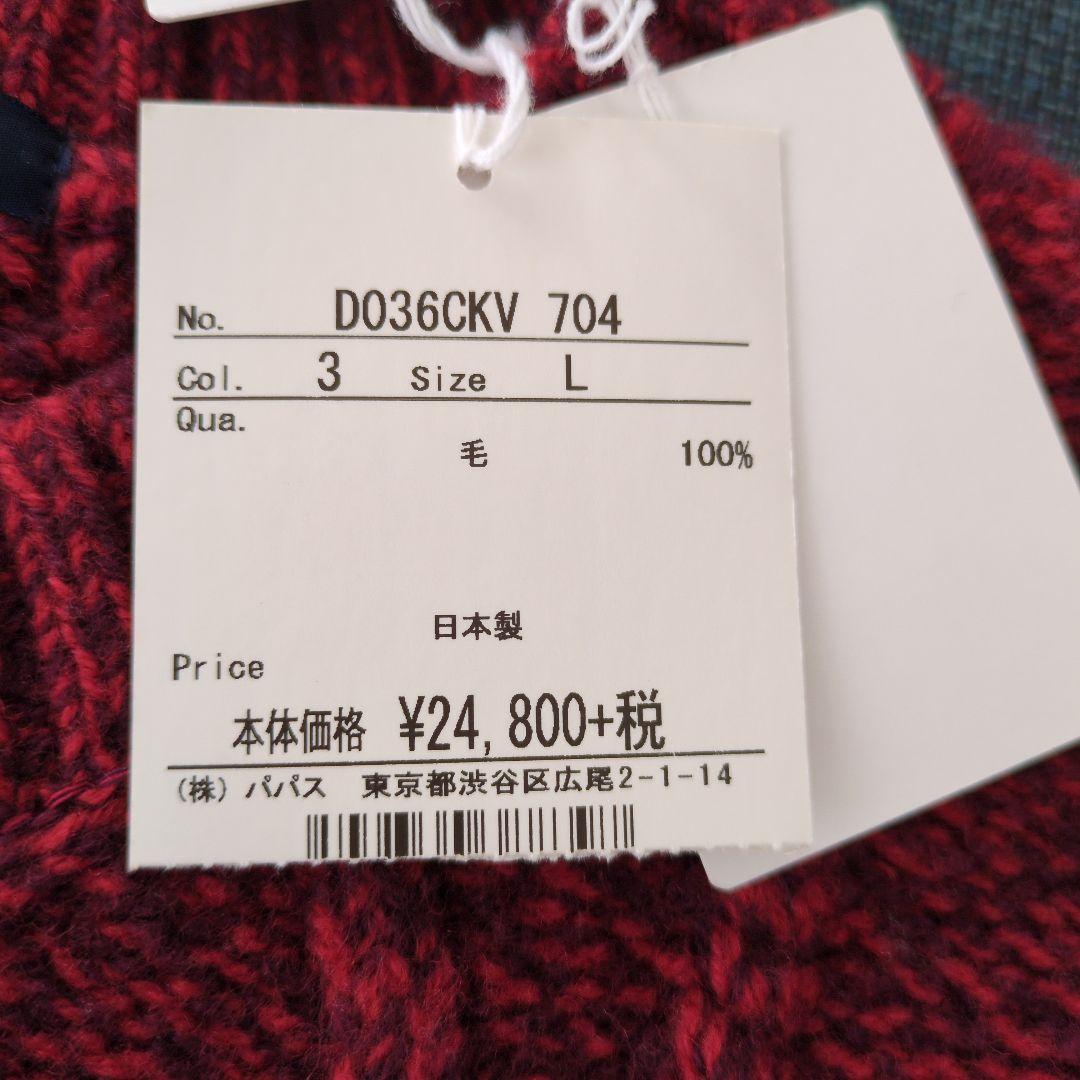 No. D036CKV 704
Col. 3 Size L
Qua.
毛 100%
日本製
Price
本体価格 ¥24,800+税
(株) パパス 東京都渋谷区広尾2-1-14